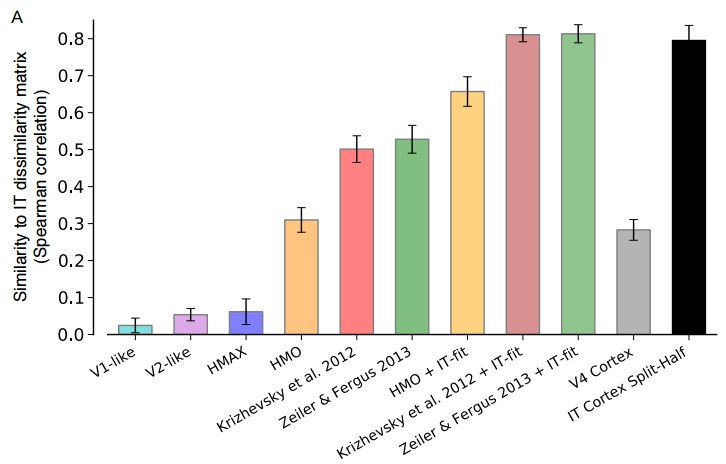 A
Similarity to IT dissimilarity matrix
(Spearman correlation)
0.8
0.7
0.6
0.5
0.4
0.3
0.2
0.1
0.0
V1-like
V2-like
HMAX
HMO
Krizhevsky et al. 2012
Zeiler & Fergus 2013
HMO + IT-fit
Krizhevsky et al. 2012 + IT-fit
Zeiler & Fergus 2013 + IT-fit
V4 Cortex
IT Cortex Split-Half